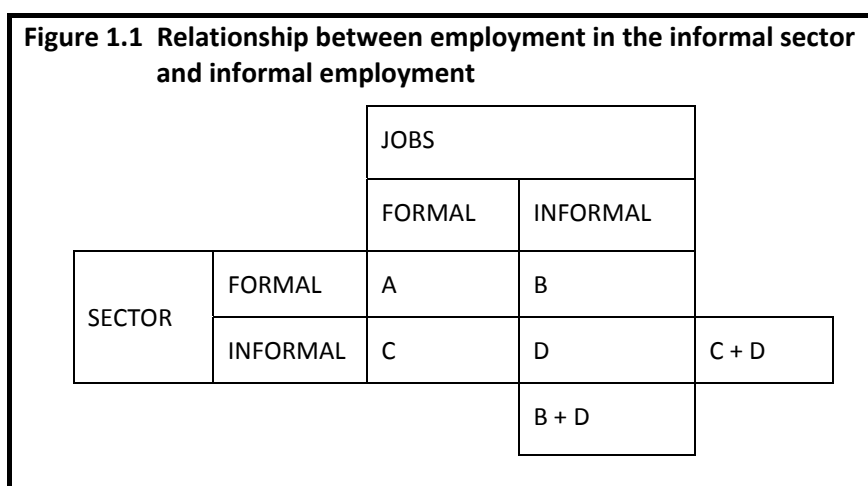 Figure 1.1 Relationship between employment in the informal sector
and informal employment
JOBS
FORMAL INFORMAL
SECTOR
FORMAL A B
INFORMAL C D C + D
B + D